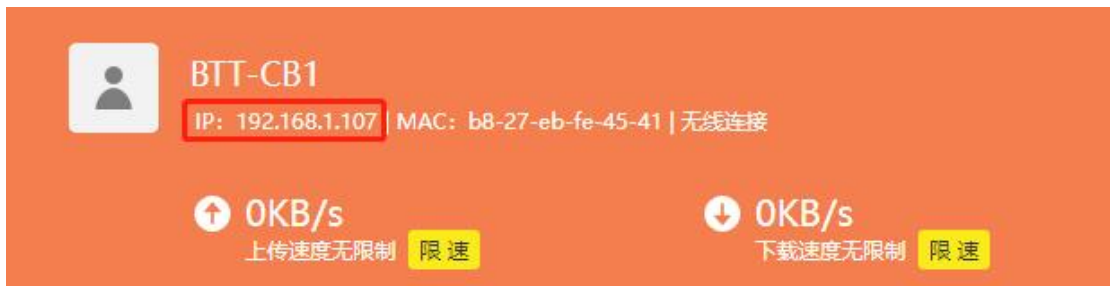 BTT-CB1
IP：192.168.1.107 | MAC：b8-27-eb-fe-45-41 | 无线连接
0KB/s
上传速度无限制 限速
0KB/s
下载速度无限制 限速